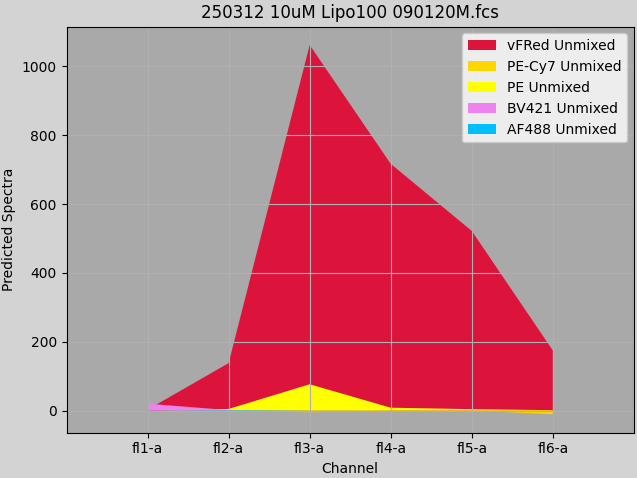 250312 10uM Lipo100 090120M.fcs
vFRed Unmixed
PE-Cy7 Unmixed
PE Unmixed
BV421 Unmixed
AF488 Unmixed
Predicted Spectra
1000
800
600
400
200
0
fl1-a fl2-a fl3-a fl4-a fl5-a fl6-a
Channel